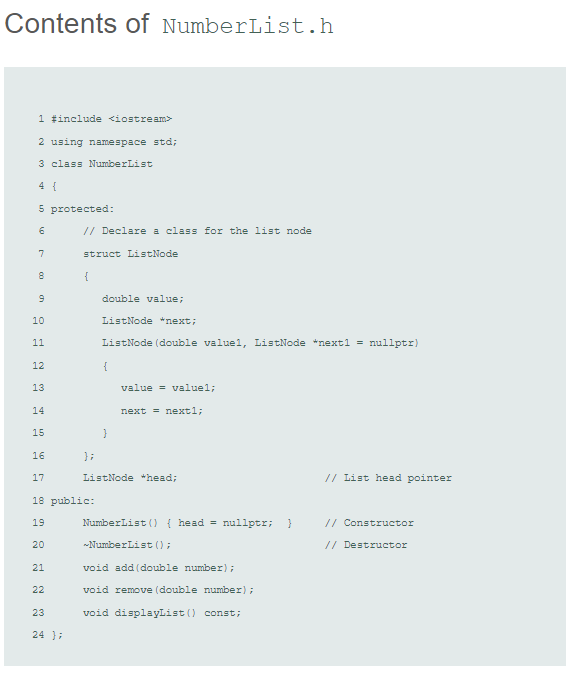 Contents of NumberList.h
1 #include <iostream>
2 using namespace std;
3 class NumberList
4 {
5 protected:
6 // Declare a class for the list node
7 struct ListNode
8 {
9 double value;
10 ListNode *next;
11 ListNode(double value1, ListNode *next1 = nullptr)
12 {
13 value = value1;
14 next = next1;
15 }
16 };
17 ListNode *head; // List head pointer
18 public:
19 NumberList() { head = nullptr; } // Constructor
20 ~NumberList(); // Destructor
21 void add(double number);
22 void remove(double number);
23 void displayList() const;
24 };